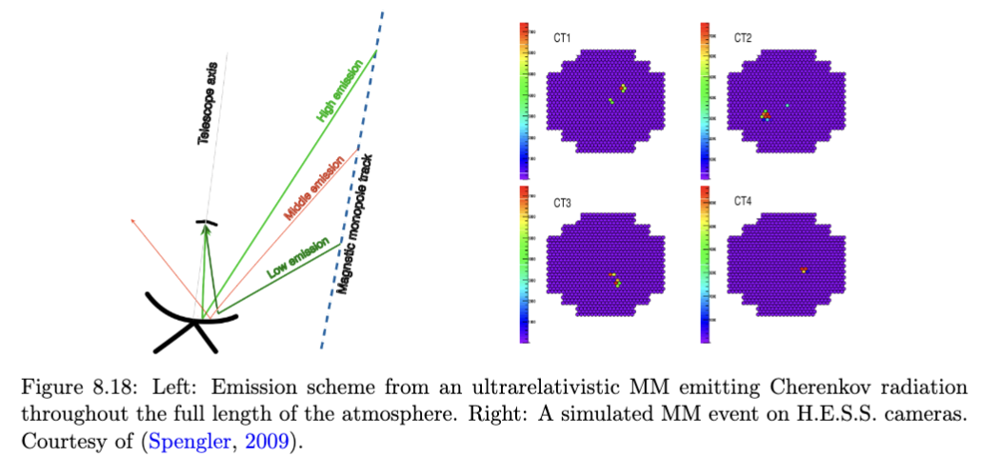 Telescope axis
High emission
Middle emission
Low emission
Magnetic monopole track
CT1
CT2
CT3
CT4
Figure 8.18: Left: Emission scheme from an ultrarelativistic MM emitting Cherenkov radiation
throughout the full length of the atmosphere. Right: A simulated MM event on H.E.S.S. cameras.
Courtesy of (Spengler, 2009).